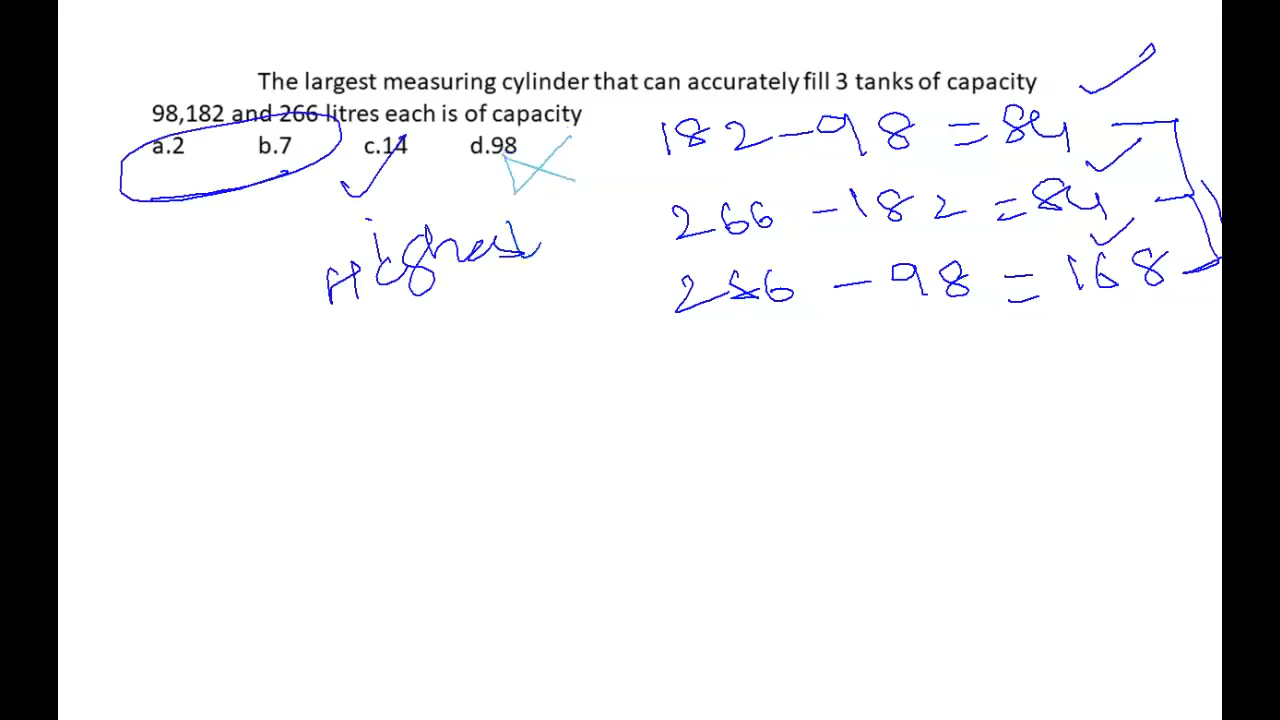 The largest measuring cylinder that can accurately fill 3 tanks of capacity
98,182 and 266 litres each is of capacity
a.2 b.7 c.14 d.98
182 - 98 = 84
266 - 182 = 84
Highest
266 - 98 = 168